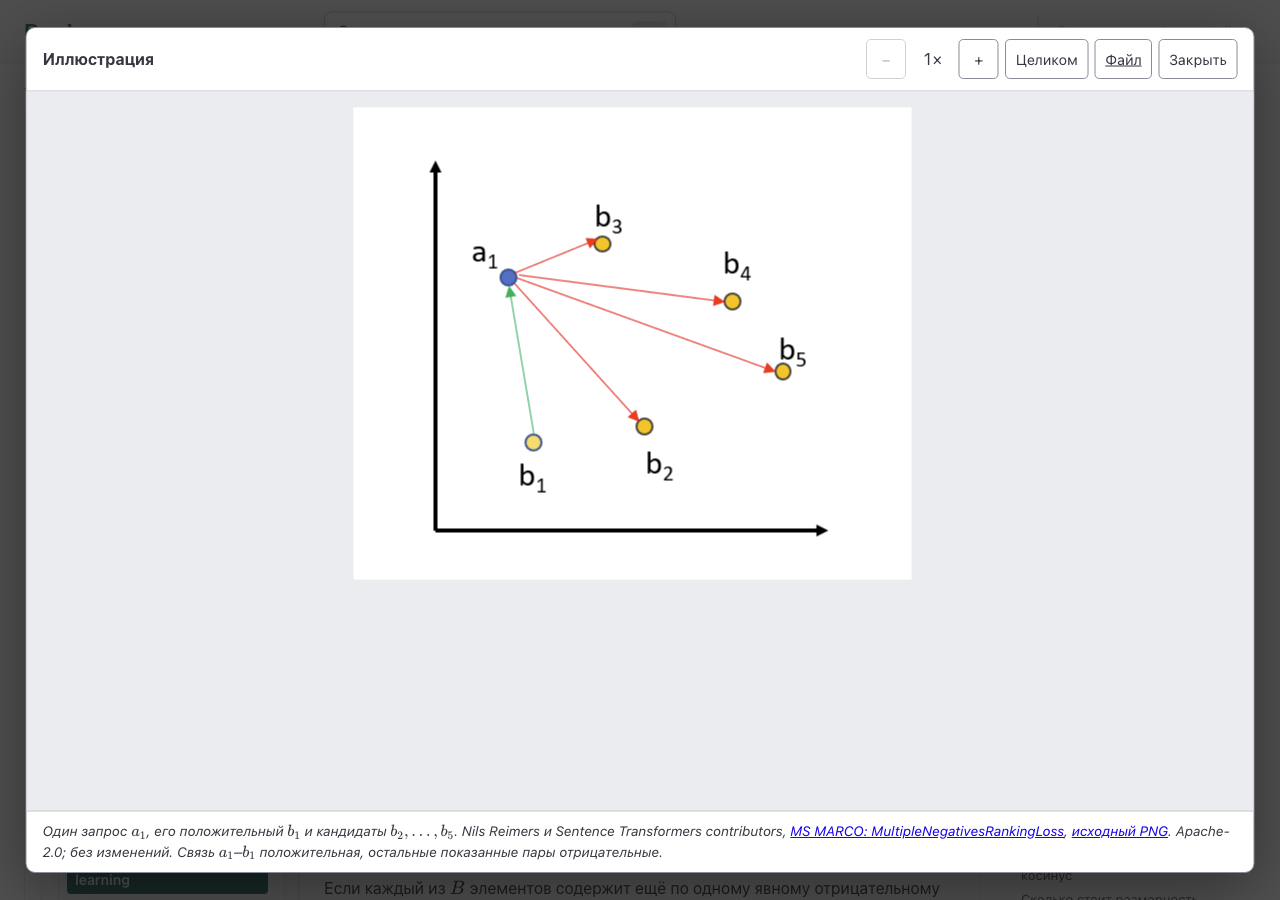 Иллюстрация
− 1× + Целиком Файл Закрыть
b3
a1
b4
b5
b2
b1
Один запрос a1, его положительный b1 и кандидаты b2, . . . , b5. Nils Reimers и Sentence Transformers contributors, MS MARCO: MultipleNegativesRankingLoss, исходный PNG. Apache-
2.0; без изменений. Связь a1–b1 положительная, остальные показанные пары отрицательные.
learning
Если каждый из B элементов содержит ещё по одному явному отрицательному
косинус